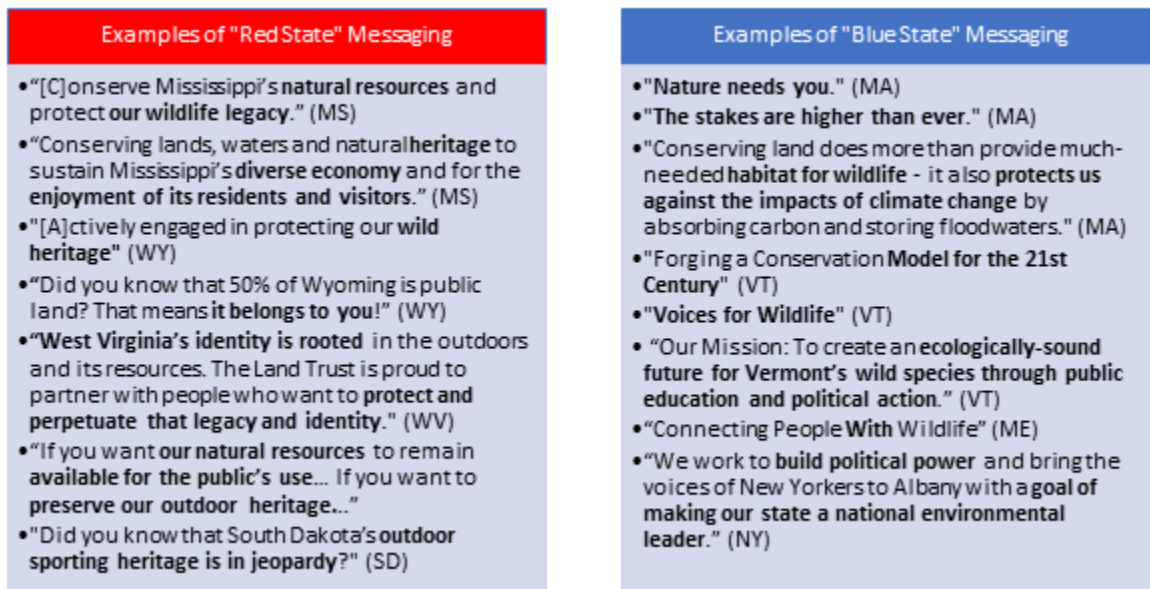 Examples of "Red State" Messaging
•“[C]onserve Mississippi’s natural resources and
protect our wildlife legacy.” (MS)
•“Conserving lands, waters and natural heritage to
sustain Mississippi’s diverse economy and for the
enjoyment of its residents and visitors.” (MS)
•"[A]ctively engaged in protecting our wild
heritage" (WY)
•“Did you know that 50% of Wyoming is public
land? That means it belongs to you!” (WY)
•“West Virginia’s identity is rooted in the outdoors
and its resources. The Land Trust is proud to
partner with people who want to protect and
perpetuate that legacy and identity." (WV)
•“If you want our natural resources to remain
available for the public’s use… If you want to
preserve our outdoor heritage…”
•"Did you know that South Dakota’s outdoor
sporting heritage is in jeopardy?" (SD)
Examples of "Blue State" Messaging
•"Nature needs you." (MA)
•"The stakes are higher than ever." (MA)
•"Conserving land does more than provide much-
needed habitat for wildlife - it also protects us
against the impacts of climate change by
absorbing carbon and storing floodwaters." (MA)
•"Forging a Conservation Model for the 21st
Century" (VT)
•"Voices for Wildlife" (VT)
• “Our Mission: To create an ecologically-sound
future for Vermont’s wild species through public
education and political action.” (VT)
•“Connecting People With Wildlife” (ME)
•“We work to build political power and bring the
voices of New Yorkers to Albany with a goal of
making our state a national environmental
leader.” (NY)